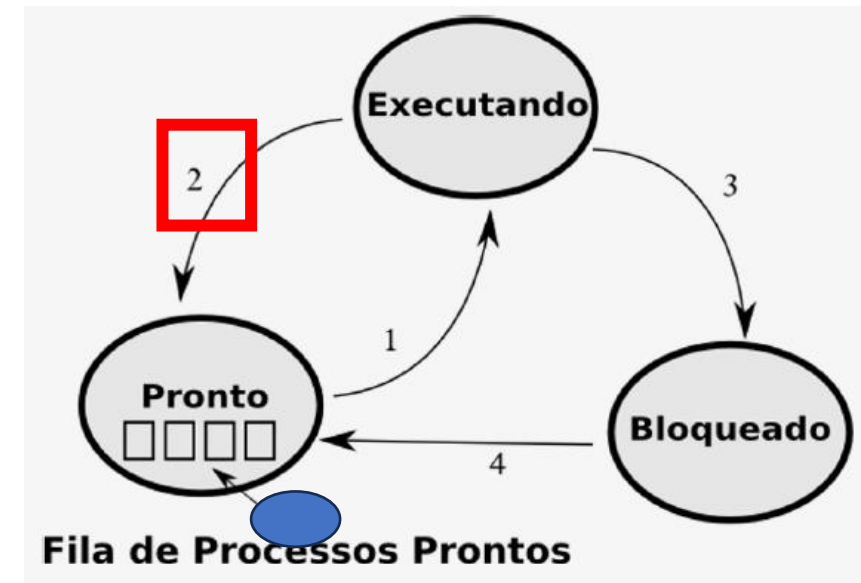 Executando
2
3
1
Pronto
Bloqueado
4
Fila de Processos Prontos